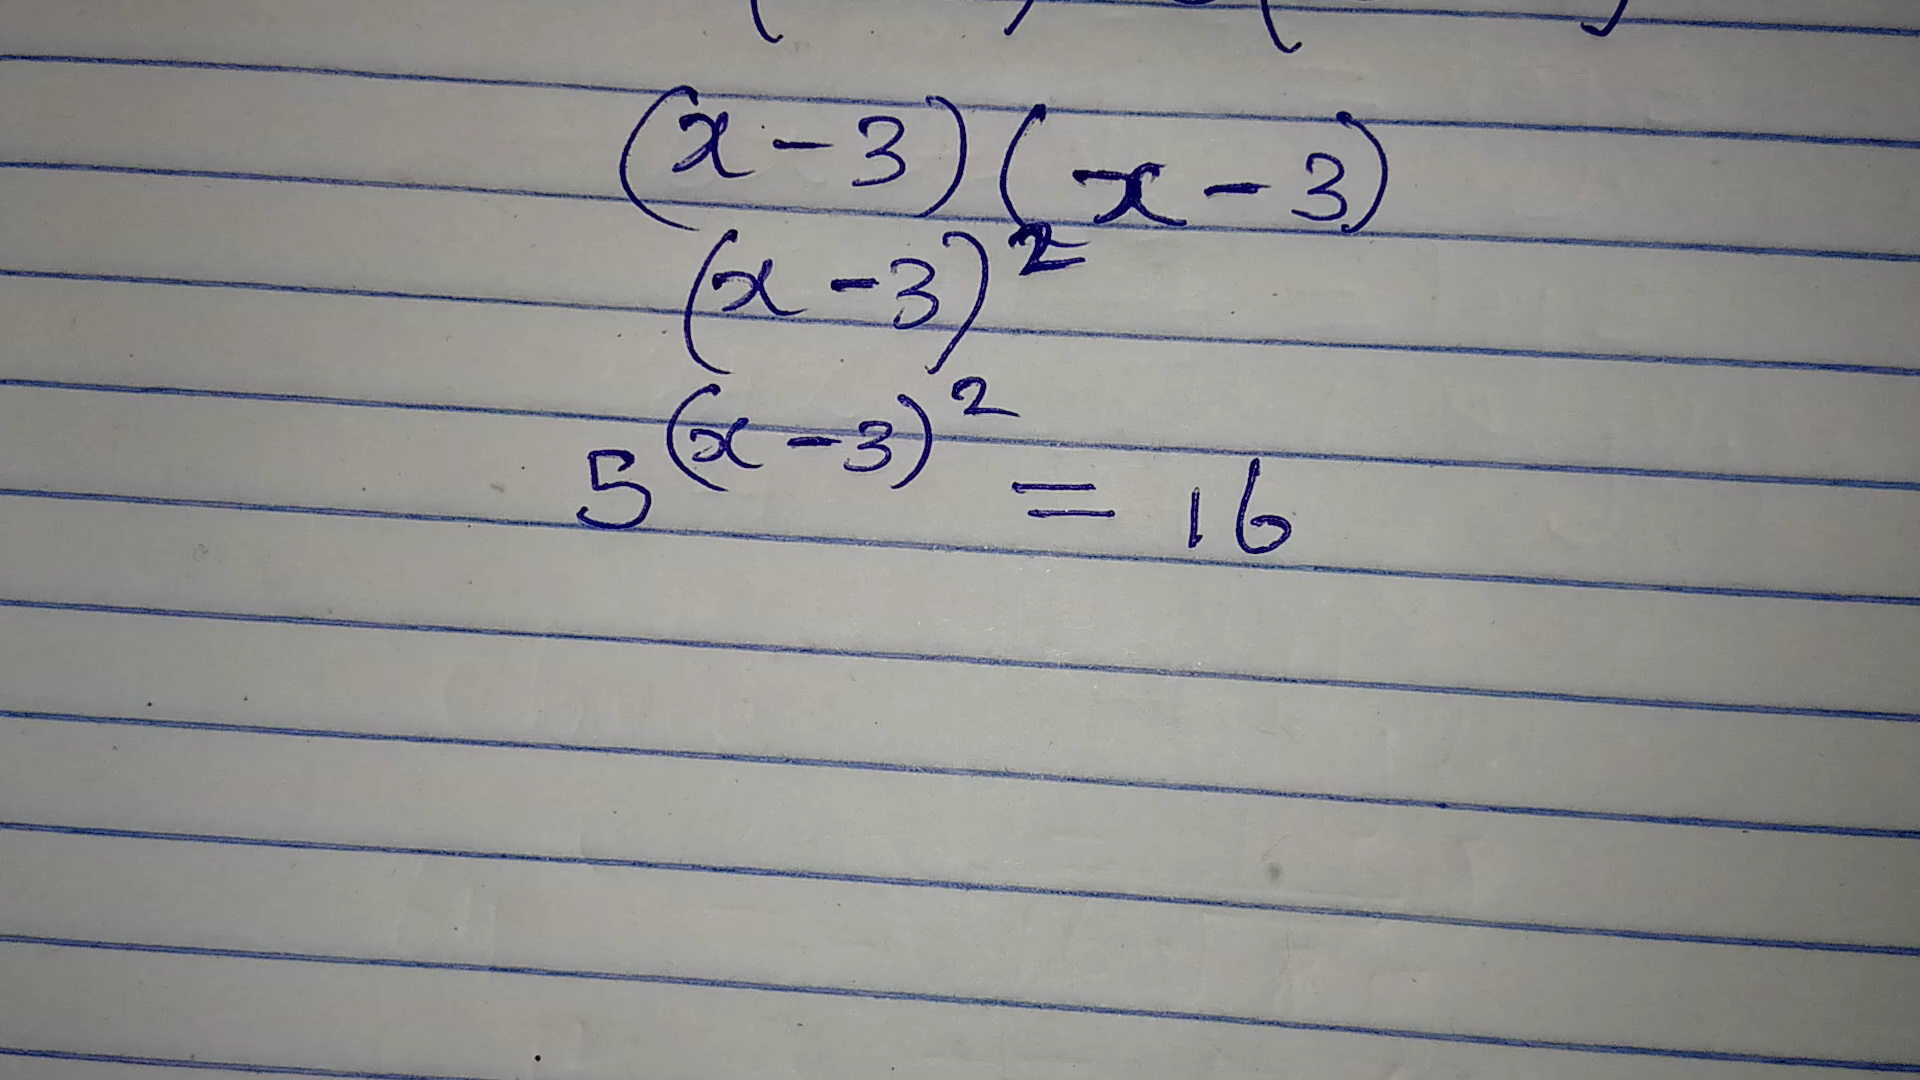 (x-3)(x-3)
(x-3)²
5^(x-3)² = 16